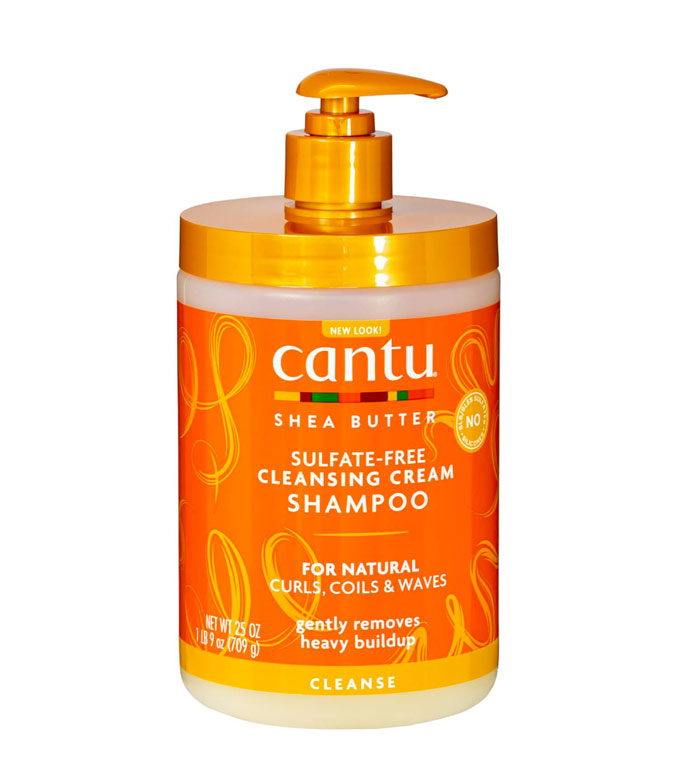 NEW LOOK!
cantu®
SHEA BUTTER
NO
SULFATE-FREE
CLEANSING CREAM
SHAMPOO
FOR NATURAL
CURLS, COILS & WAVES
NET WT 25 OZ
1 LB 9 oz (709 g)
gently removes
heavy buildup
CLEANSE